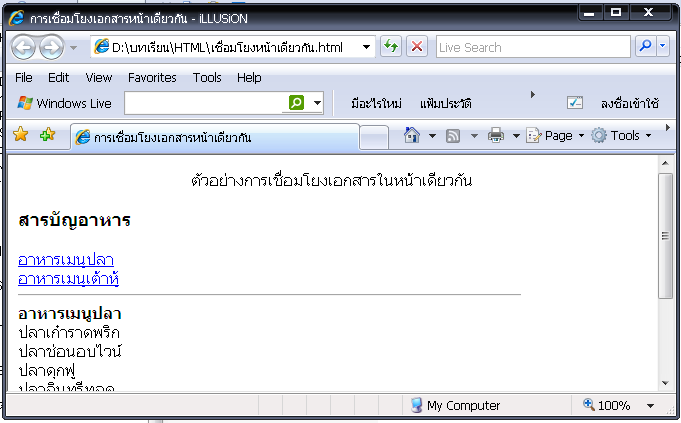 การเชื่อมโยงเอกสารหน้าเดียวกัน - iLLUSiON
D:\บทเรียน\HTML\เชื่อมโยงหน้าเดียวกัน.html
Live Search
File Edit View Favorites Tools Help
Windows Live มีอะไรใหม่ แฟ้มประวัติ ลงชื่อเข้าใช้
การเชื่อมโยงเอกสารหน้าเดียวกัน Page Tools
ตัวอย่างการเชื่อมโยงเอกสารในหน้าเดียวกัน
สารบัญอาหาร
อาหารเมนูปลา
อาหารเมนูเต้าหู้
อาหารเมนูปลา
ปลาเก๋าราดพริก
ปลาช่อนอบไวน์
ปลาดุกฟู
ปลาอินทรีทอด
My Computer 100%